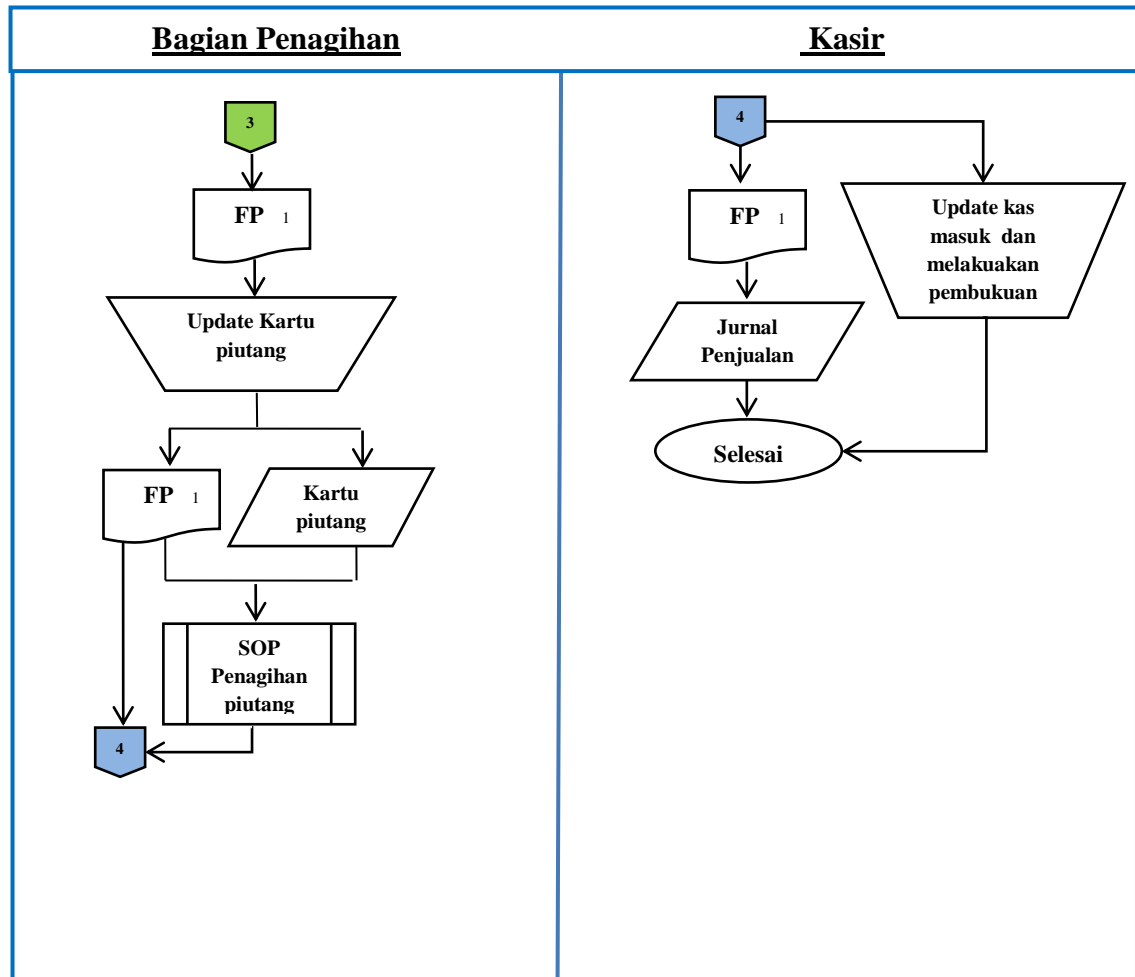 Bagian Penagihan
Kasir
3
FP 1
Update Kartu
piutang
FP 1
Kartu
piutang
SOP
Penagihan
piutang
4
4
FP 1
Update kas
masuk dan
melakuakan
pembukuan
Jurnal
Penjualan
Selesai